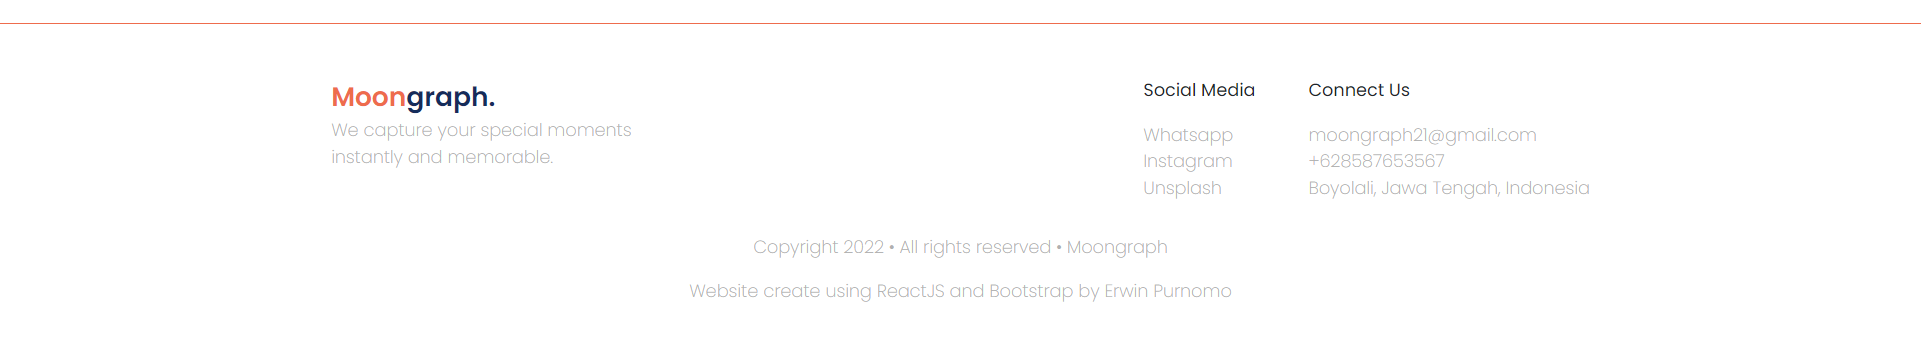 Moongraph.
We capture your special moments
instantly and memorable.
Social Media
Whatsapp
Instagram
Unsplash
Connect Us
moongraph21@gmail.com
+628587653567
Boyolali, Jawa Tengah, Indonesia
Copyright 2022 • All rights reserved • Moongraph
Website create using ReactJS and Bootstrap by Erwin Purnomo